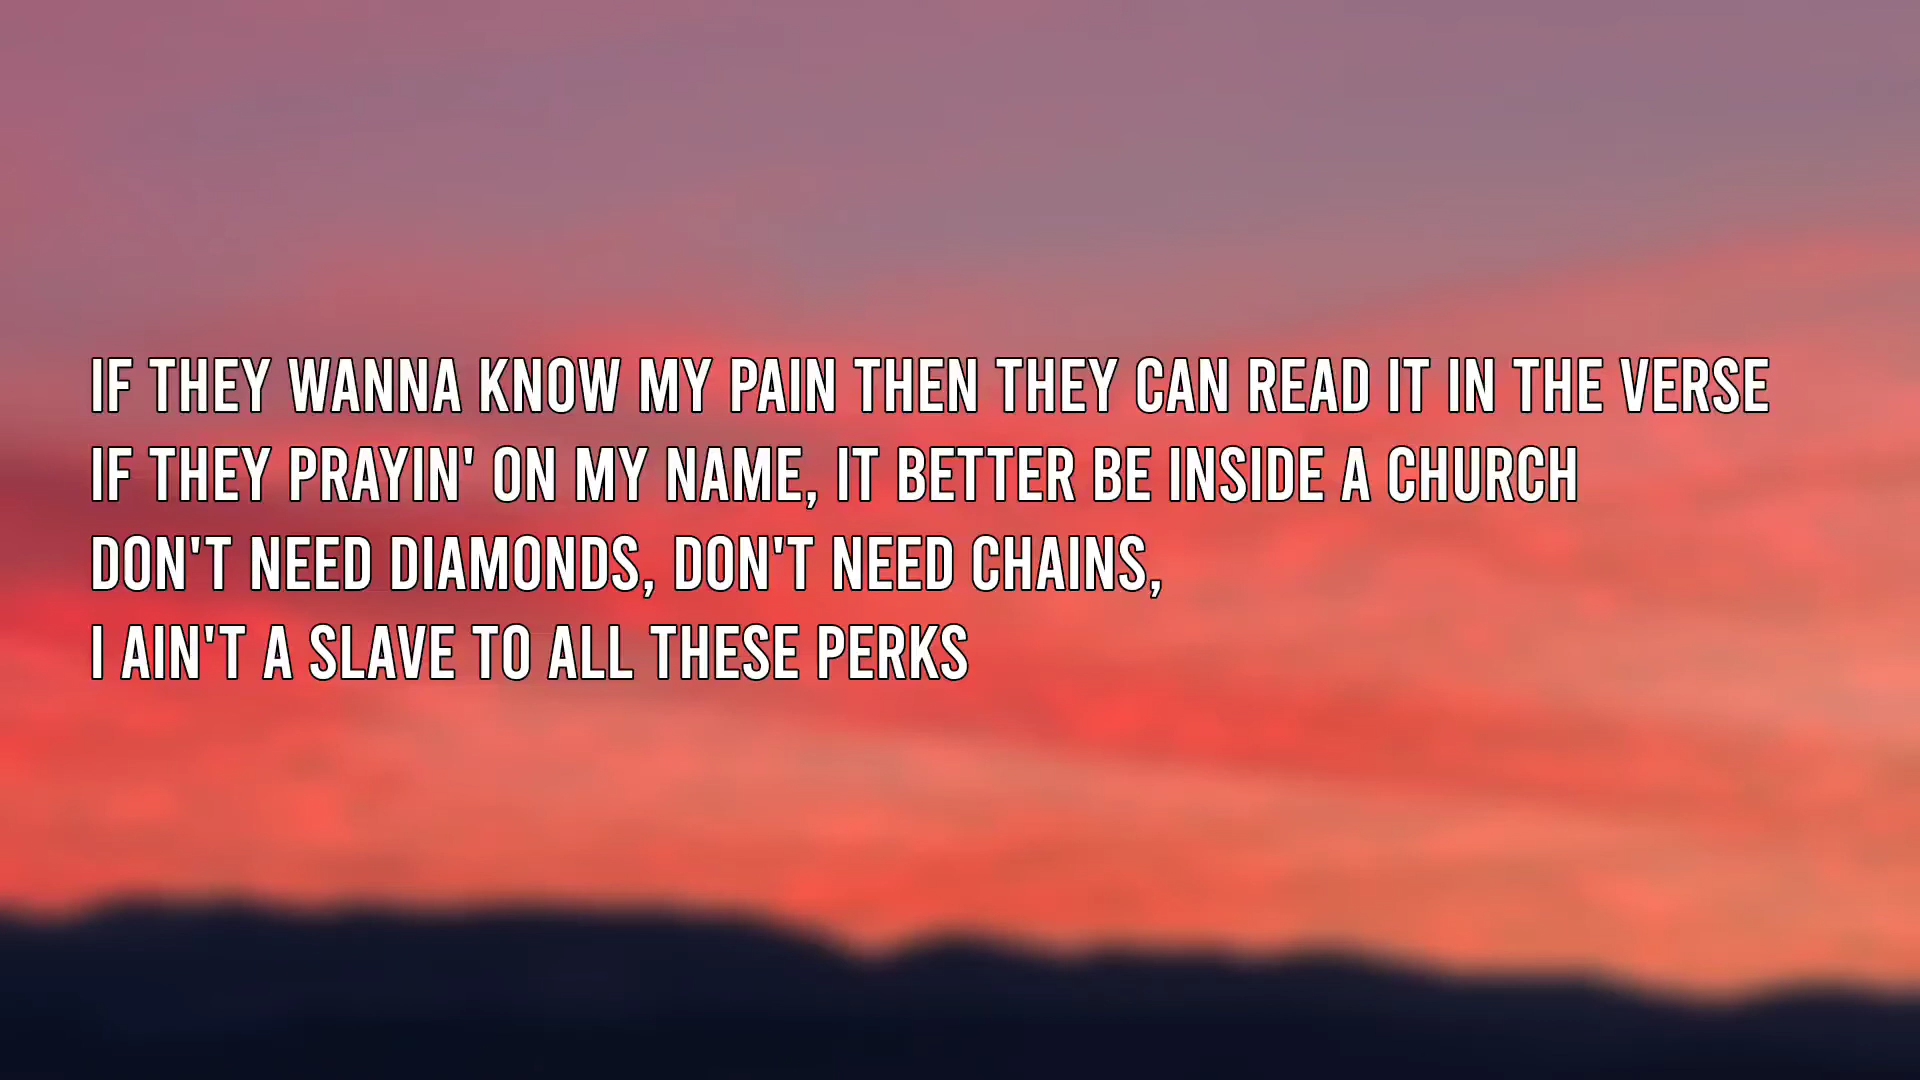 IF THEY WANNA KNOW MY PAIN THEN THEY CAN READ IT IN THE VERSE
IF THEY PRAYIN' ON MY NAME, IT BETTER BE INSIDE A CHURCH
DON'T NEED DIAMONDS, DON'T NEED CHAINS,
I AIN'T A SLAVE TO ALL THESE PERKS